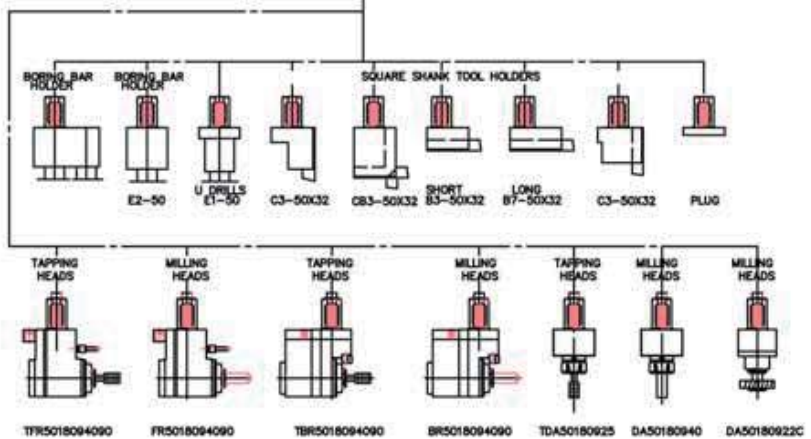 BORING BAR
HOLDER
BORING BAR
HOLDER
SQUARE SHANK TOOL HOLDERS
E2-50
U DRILLS
E1-50
C3-50X32
CB3-50X32
SHORT
B3-50X32
LONG
B7-50X32
C3-50X32
PLUG
TAPPING
HEADS
MILLING
HEADS
TAPPING
HEADS
MILLING
HEADS
TAPPING
HEADS
MILLING
HEADS
MILLING
HEADS
TFR5018094090
FR5018094090
TBR5018094090
BR5018094090
TDA50180925
DA50180940
DA50180922C